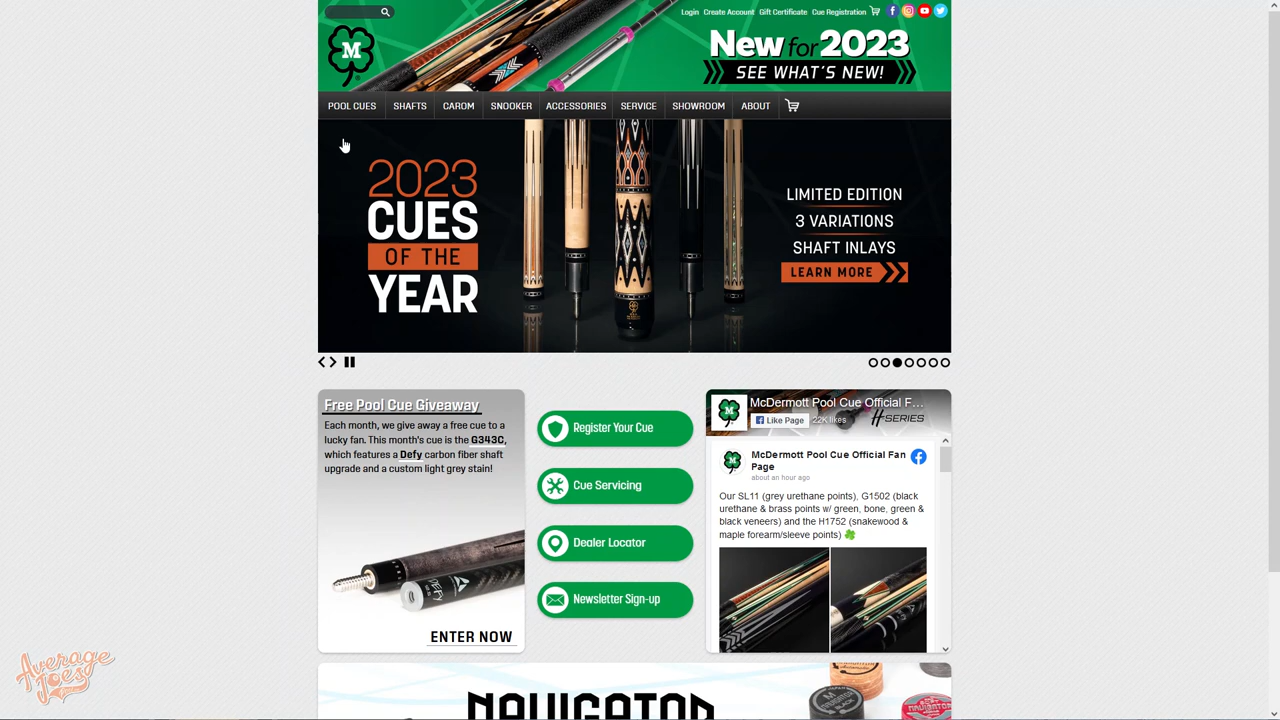 Login Create Account Gift Certificate Cue Registration
M
New for 2023
SEE WHAT'S NEW!
POOL CUES SHAFTS CAROM SNOOKER ACCESSORIES SERVICE SHOWROOM ABOUT
2023
CUES
OF THE
YEAR
LIMITED EDITION
3 VARIATIONS
SHAFT INLAYS
LEARN MORE
Free Pool Cue Giveaway
Each month, we give away a free cue to a
lucky fan. This month's cue is the G343C,
which features a Defy carbon fiber shaft
upgrade and a custom light grey stain!
DEFY
ENTER NOW
Register Your Cue
Cue Servicing
Dealer Locator
Newsletter Sign-up
McDermott Pool Cue Official F...
Like Page 22K likes
H SERIES
McDermott Pool Cue Official Fan
Page
about an hour ago
Our SL11 (grey urethane points), G1502 (black
urethane & brass points w/ green, bone, green &
black veneers) and the H1752 (snakewood &
maple forearm/sleeve points) 🍀
NAVIGATOR
Average
Joes